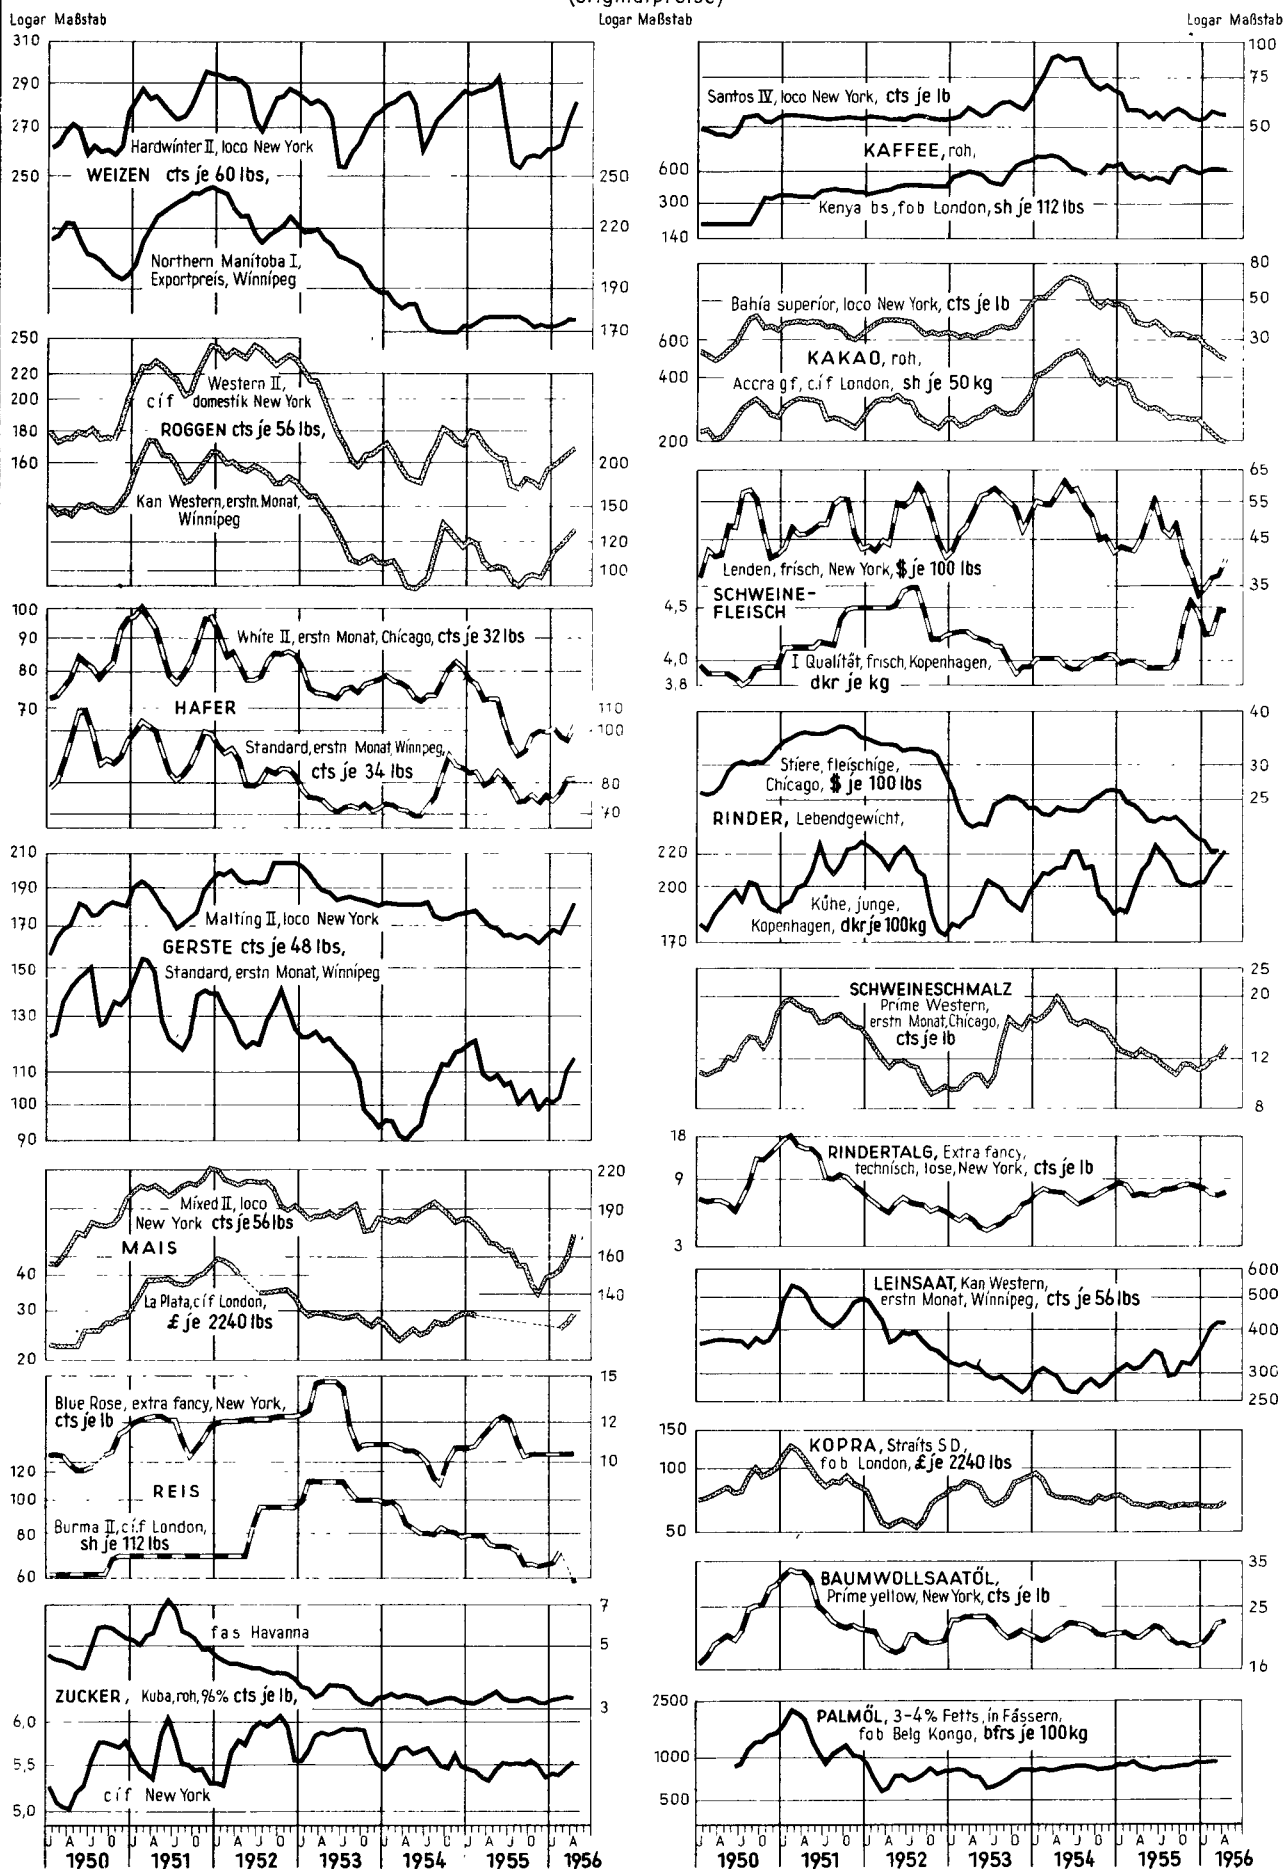 (Originalpreise)
Logar Maßstab
Logar Maßstab
Logar Maßstab
310
290
270
250
Hardwinter II, loco New York
WEIZEN cts je 60 lbs,
250
220
190
170
Northern Manitoba I,
Exportpreis, Winnipeg
250
220
200
180
160
Western II,
cif domestik New York
ROGGEN cts je 56 lbs,
200
150
120
100
Kan Western, erstn. Monat,
Winnipeg
100
90
80
70
White II, erstn Monat, Chicago, cts je 32 lbs
HAFER
110
100
80
70
Standard, erstn Monat, Winnpeg,
cts je 34 lbs
210
190
170
150
130
110
100
90
Malting II, loco New York
GERSTE cts je 48 lbs,
Standard, erstn Monat, Winnipeg
220
190
160
140
Mixed II, loco
New York cts je 56 lbs
MAIS
40
30
20
La Plata, cif London,
£ je 2240 lbs
15
12
10
Blue Rose, extra fancy, New York,
cts je lb
120
100
80
60
REIS
Burma II, cif London,
sh je 112 lbs
7
5
3
fas Havanna
ZUCKER, Kuba, roh, 96% cts je lb,
6,0
5,5
5,0
cif New York
J A J O J A J O J A J O J A J O J A J O J A J O J A
1950 1951 1952 1953 1954 1955 1956
100
75
50
Santos IV, loco New York, cts je lb
KAFFEE, roh,
600
300
140
Kenya bs, fob London, sh je 112 lbs
80
50
30
Bahia superior, loco New York, cts je lb
600
400
200
KAKAO, roh,
Accra gf, cif London, sh je 50 kg
65
55
45
35
Lenden, frisch, New York, $ je 100 lbs
SCHWEINE-
FLEISCH
4,5
4,0
3,8
I Qualität, frisch, Kopenhagen,
dkr je kg
40
30
25
Stiere, fleischige,
Chicago, $ je 100 lbs
RINDER, Lebendgewicht,
220
200
170
Kühe, junge,
Kopenhagen, dkr je 100kg
25
20
12
8
SCHWEINESCHMALZ
Prime Western,
erstn Monat, Chicago,
cts je lb
18
9
3
RINDERTALG, Extra fancy,
technisch, lose, New York, cts je lb
600
500
400
300
250
LEINSAAT, Kan Western,
erstn Monat, Winnipeg, cts je 56 lbs
150
100
50
KOPRA, Straits SD,
fob London, £ je 2240 lbs
35
25
16
BAUMWOLLSAATÖL,
Prime yellow, New York, cts je lb
2500
1000
500
PALMÖL, 3-4% Fetts, in Fässern,
fob Belg Kongo, bfrs je 100kg
J A J O J A J O J A J O J A J O J A J O J A J O J A
1950 1951 1952 1953 1954 1955 1956